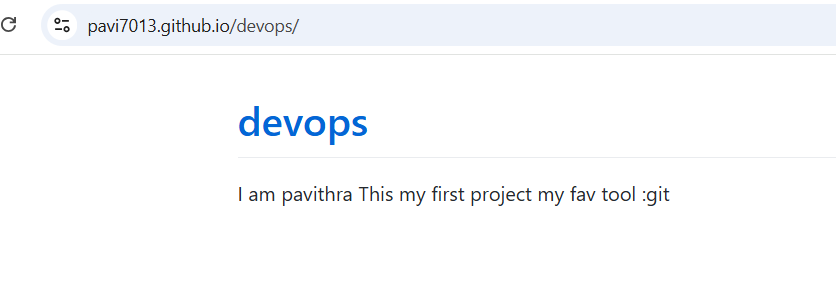 pavi7013.github.io/devops/
devops
I am pavithra This my first project my fav tool :git